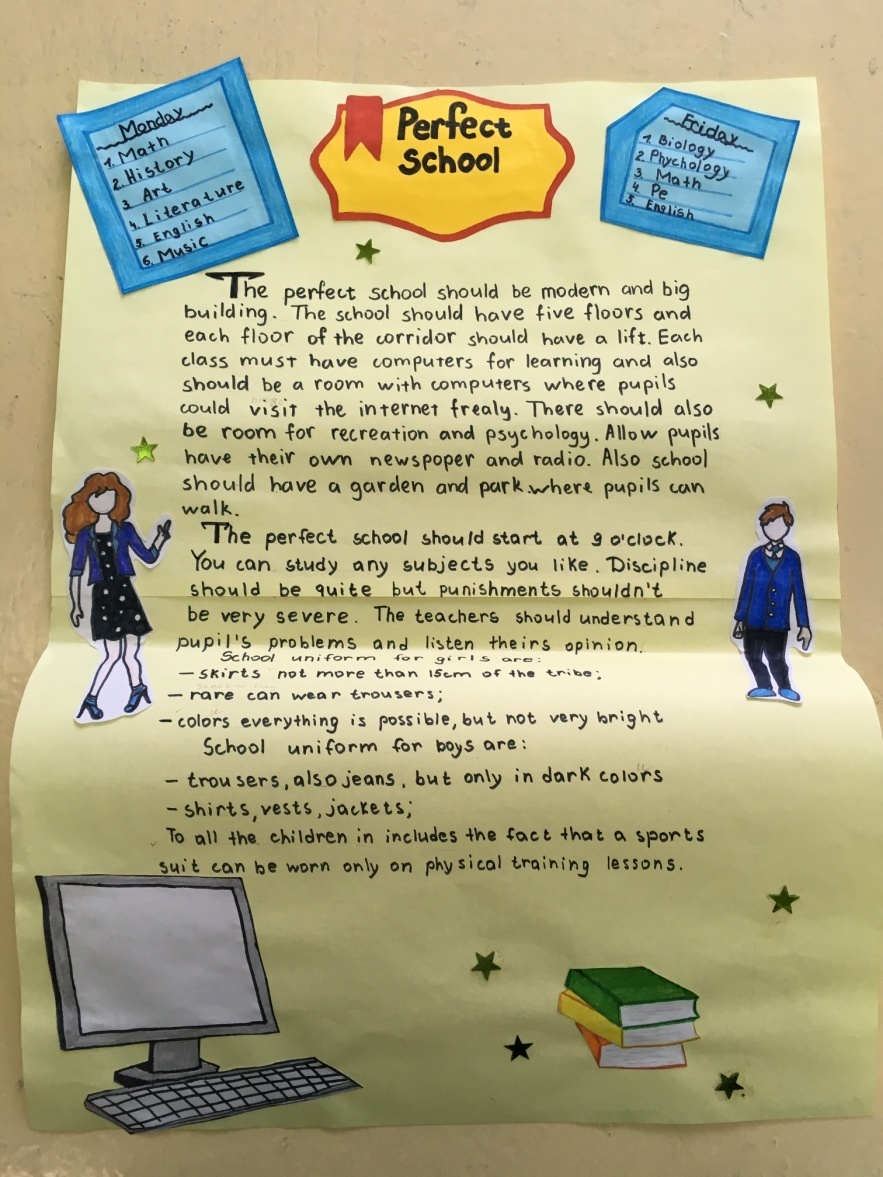 Monday
1. Math
2. History
3. Art
4. Literature
5. English
6. Music
Perfect
School
Friday
1. Biology
2. Phychology
3. Math
4. Pe
5. English
The perfect school should be modern and big
building. The school should have five floors and
each floor of the corridor should have a lift. Each
class must have computers for learning and also
should be a room with computers where pupils
could visit the internet frealy. There should also
be room for recreation and psychology. Allow pupils
have their own newspoper and radio. Also school
should have a garden and park where pupils can
walk.
The perfect school should start at 9 o'clock.
You can study any subjects you like. Discipline
should be quite but punishments shouldn't
be very severe. The teachers should understand
pupil's problems and listen theirs opinion.
School uniform for girls are:
- skirts not more than 15cm of the tribe;
- rare can wear trousers;
- colors everything is possible, but not very bright
School uniform for boys are:
- trousers, also jeans, but only in dark colors
- shirts, vests, jackets;
To all the children in includes the fact that a sports
suit can be worn only on physical training lessons.